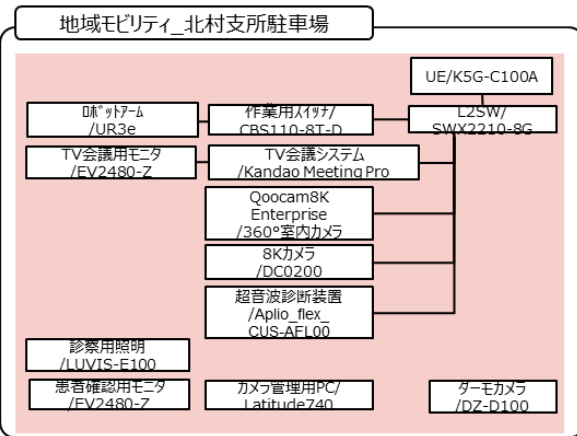 地域ﾓﾋﾞﾘﾃｨ_北村支所駐車場
UE/K5G-C100A
ﾛﾎﾞｯﾄｱｰﾑ
/UR3e
作業用ｽｲｯﾁ/
CBS110-8T-D
L2SW/
SWX2210-8G
TV会議用モニタ
/EV2480-Z
TV会議システム
/Kandao Meeting Pro
Qoocam8K
Enterprise
/360°室内カメラ
8Kカメラ
/DC0200
超音波診断装置
/Aplio_flex_
CUS-AFL00
診察用照明
/LUVIS-E100
患者確認用モニタ
/EV2480-Z
ｶﾒﾗ管理用PC/
Latitude740
ターモカメラ
/DZ-D100